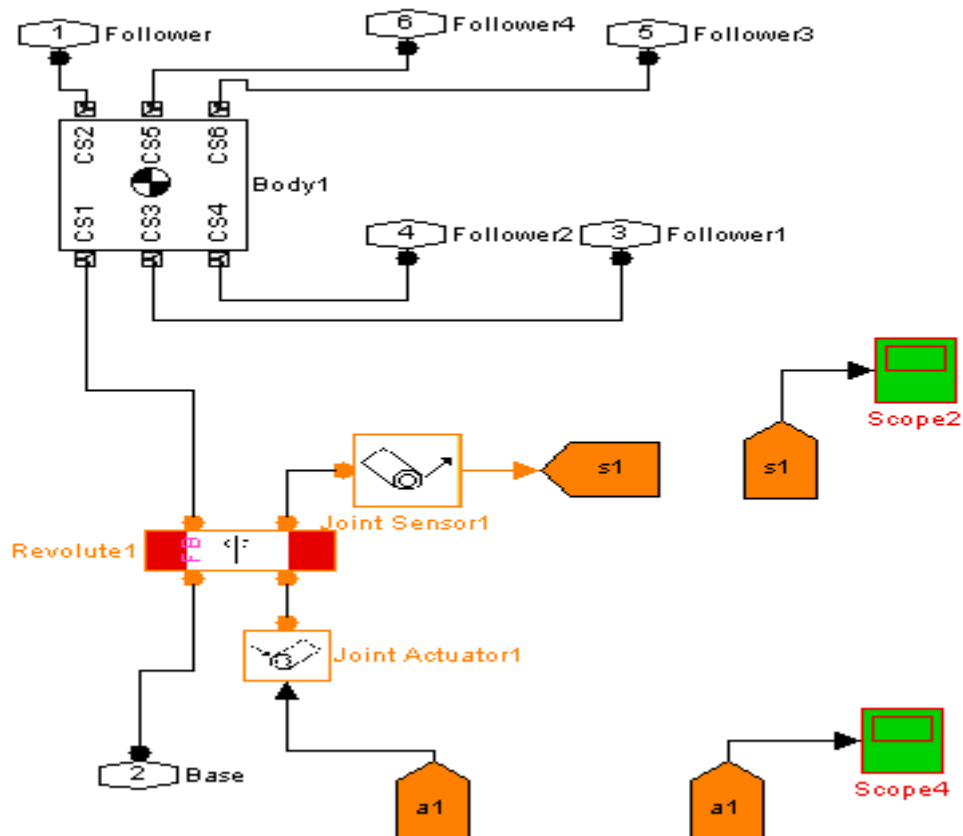 1 Follower
6 Follower4
5 Follower3
CS2 CS5 CS6
Body1
CS1 CS3 CS4
4 Follower2
3 Follower1
Scope2
s1
s1
Joint Sensor1
Revolute1
F B
Joint Actuator1
2 Base
a1
a1
Scope4